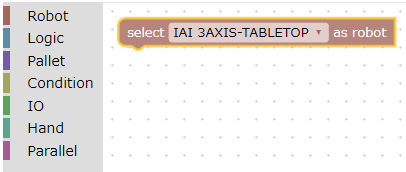 Robot
Logic
Pallet
Condition
IO
Hand
Parallel
select IAI 3AXIS-TABLETOP as robot